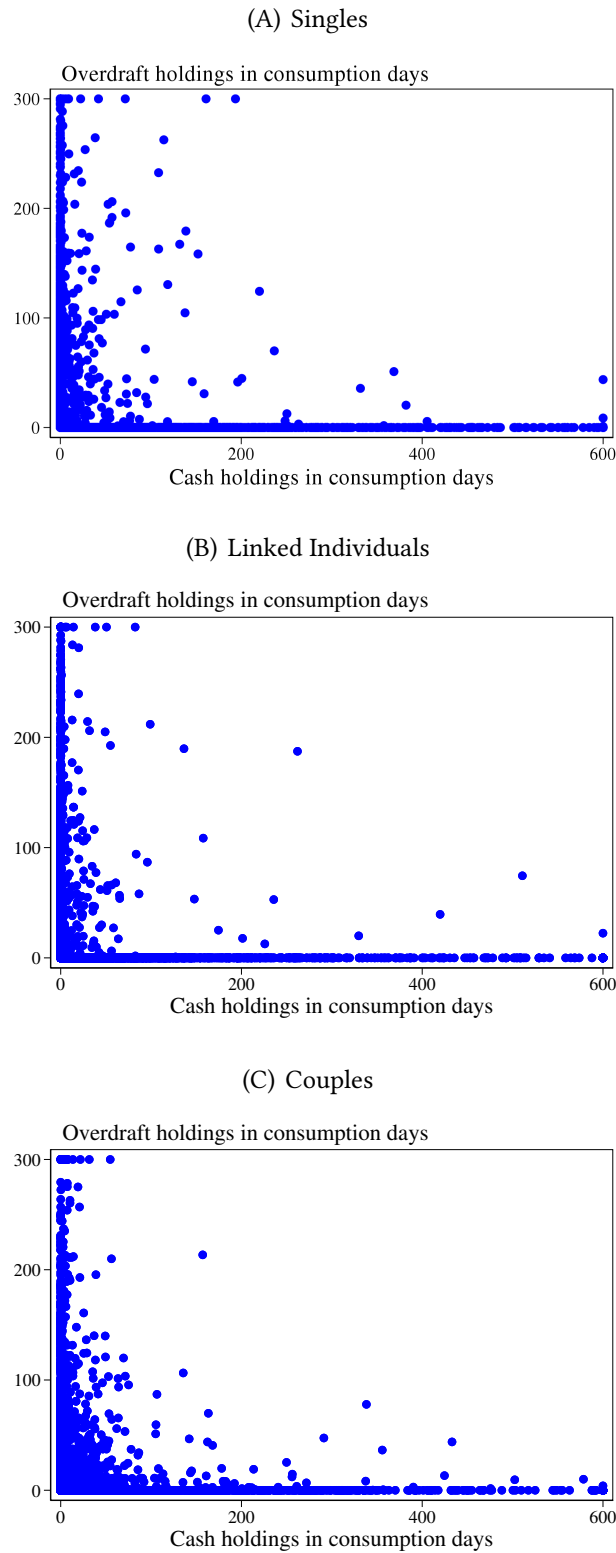 (A) Singles
Overdraft holdings in consumption days
300
200
100
0
0 200 400 600
Cash holdings in consumption days
(B) Linked Individuals
Overdraft holdings in consumption days
300
200
100
0
0 200 400 600
Cash holdings in consumption days
(C) Couples
Overdraft holdings in consumption days
300
200
100
0
0 200 400 600
Cash holdings in consumption days